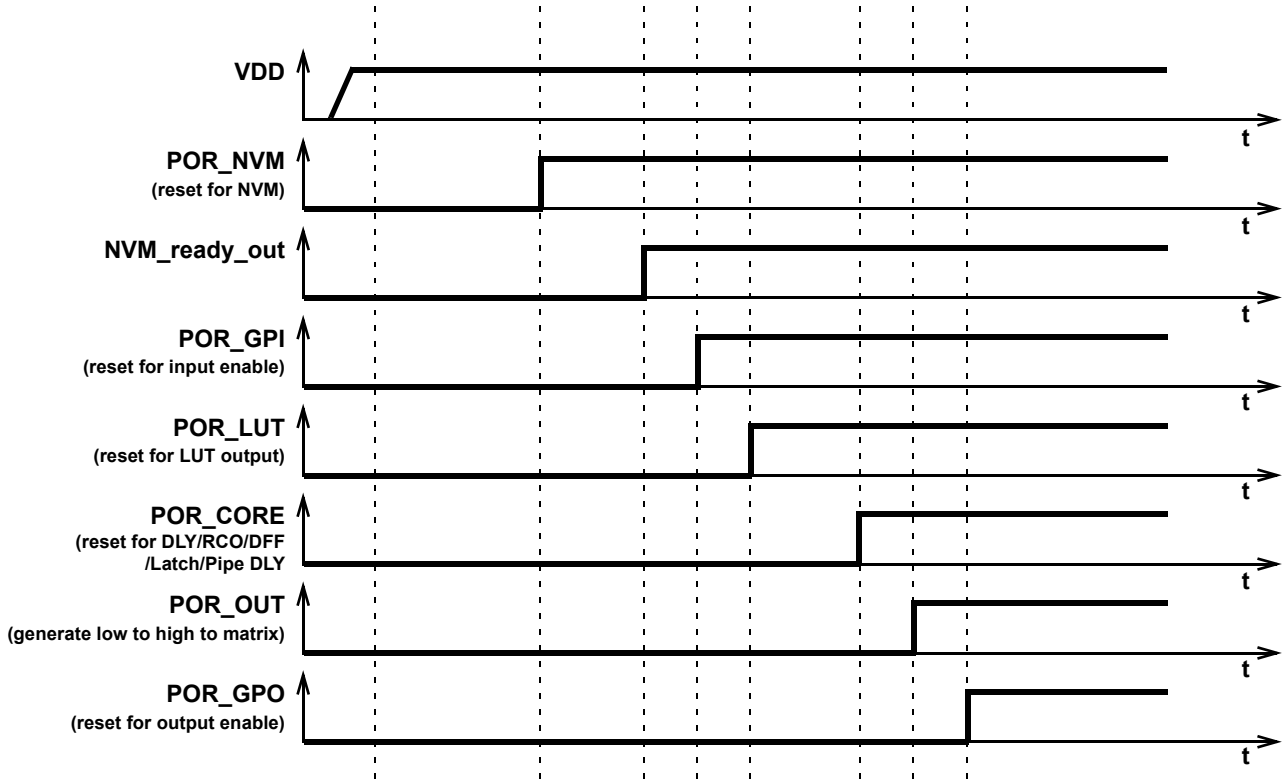 VDD
t
POR_NVM
(reset for NVM)
t
NVM_ready_out
t
POR_GPI
(reset for input enable)
t
POR_LUT
(reset for LUT output)
t
POR_CORE
(reset for DLY/RCO/DFF
/Latch/Pipe DLY
t
POR_OUT
(generate low to high to matrix)
t
POR_GPO
(reset for output enable)
t